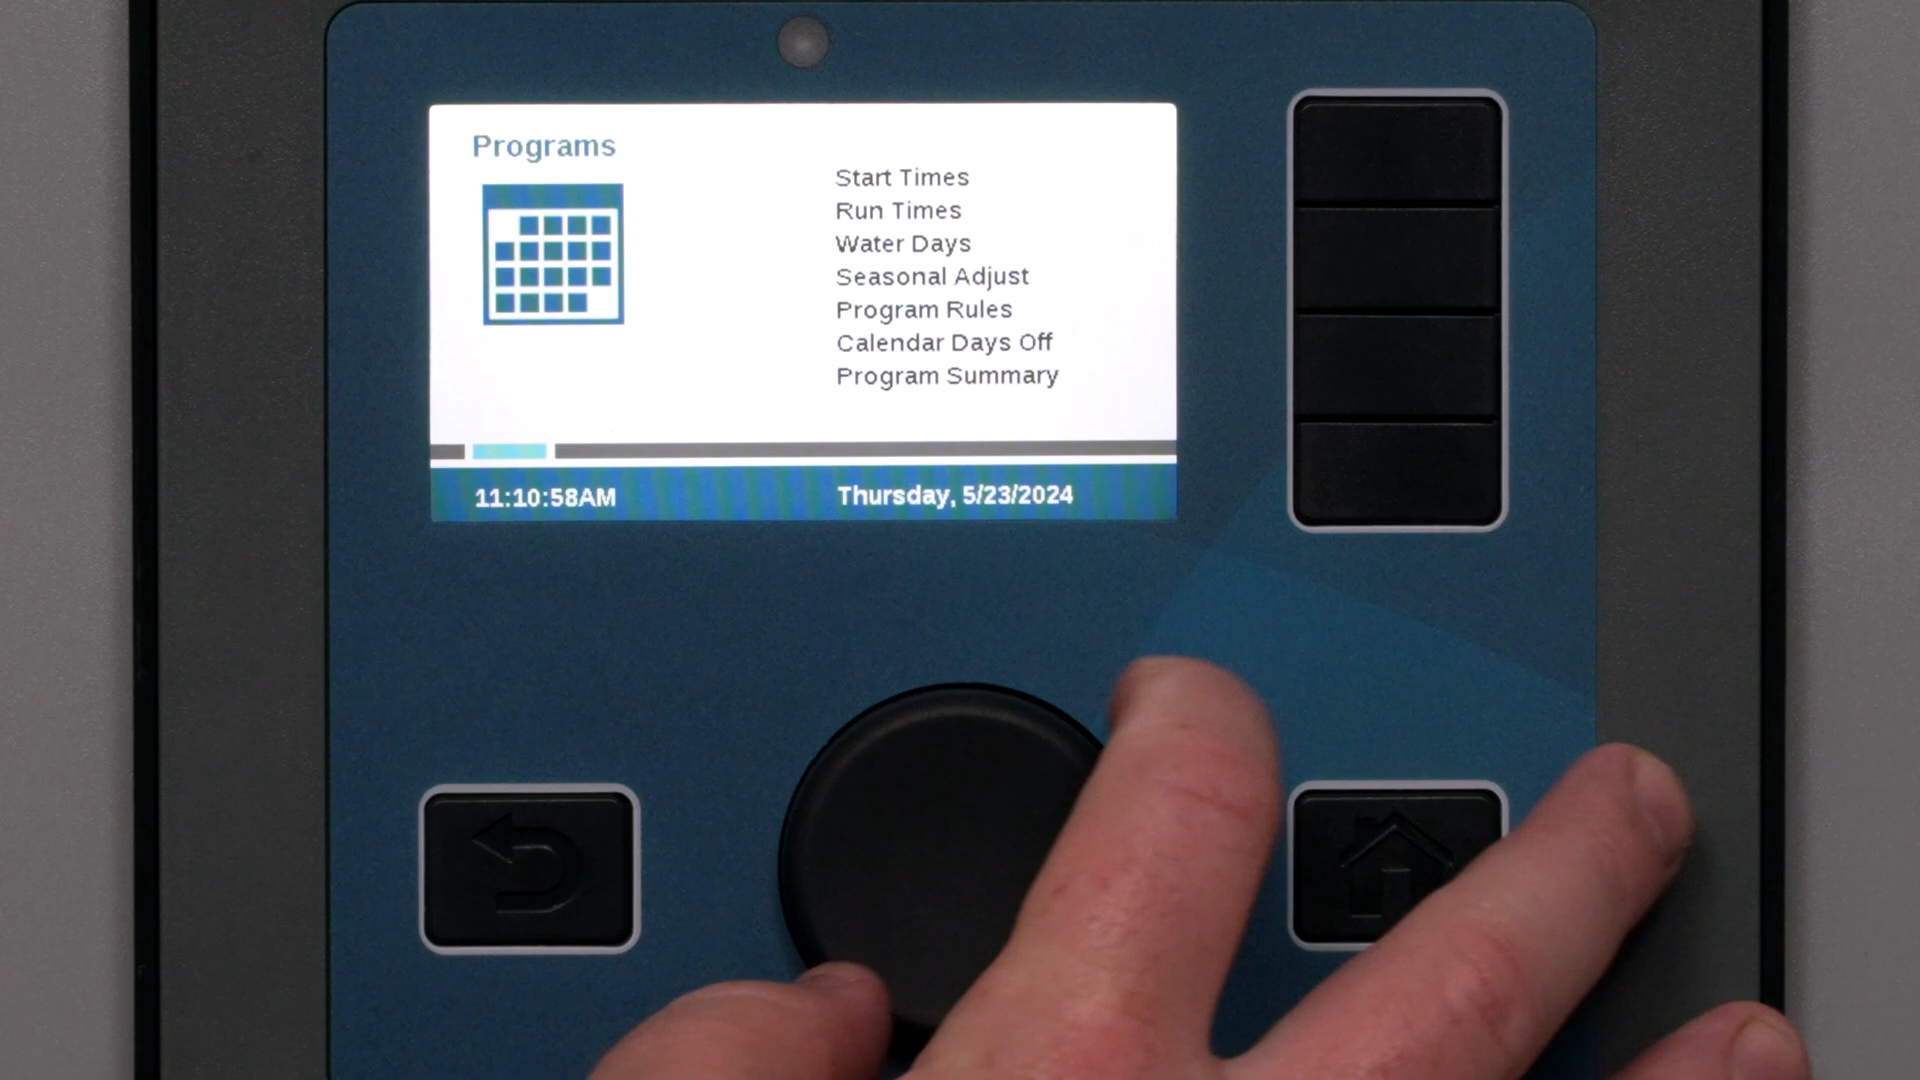 Programs
Start Times
Run Times
Water Days
Seasonal Adjust
Program Rules
Calendar Days Off
Program Summary
11:10:58AM
Thursday, 5/23/2024